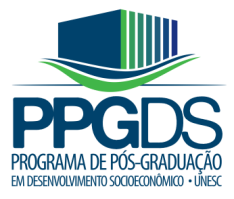 PPGDS
PROGRAMA DE PÓS-GRADUAÇÃO
EM DESENVOLVIMENTO SOCIOECONÔMICO • UNESC